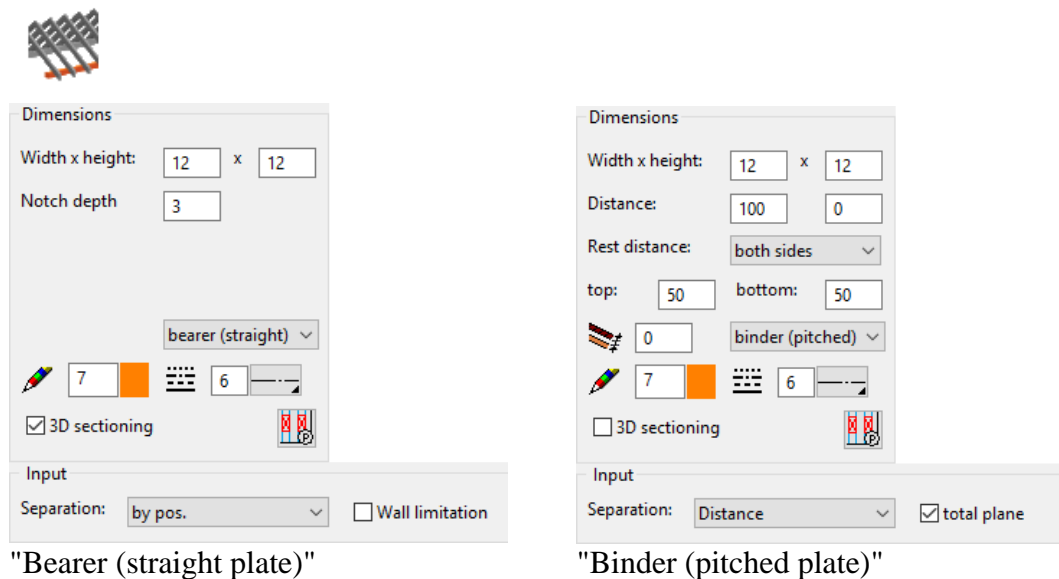 Dimensions
Width x height: 12 x 12
Notch depth 3
bearer (straight)
7 6
3D sectioning
P
Input
Separation: by pos. Wall limitation
"Bearer (straight plate)"
Dimensions
Width x height: 12 x 12
Distance: 100 0
Rest distance: both sides
top: 50 bottom: 50
0 binder (pitched)
7 6
3D sectioning
P
Input
Separation: Distance total plane
"Binder (pitched plate)"